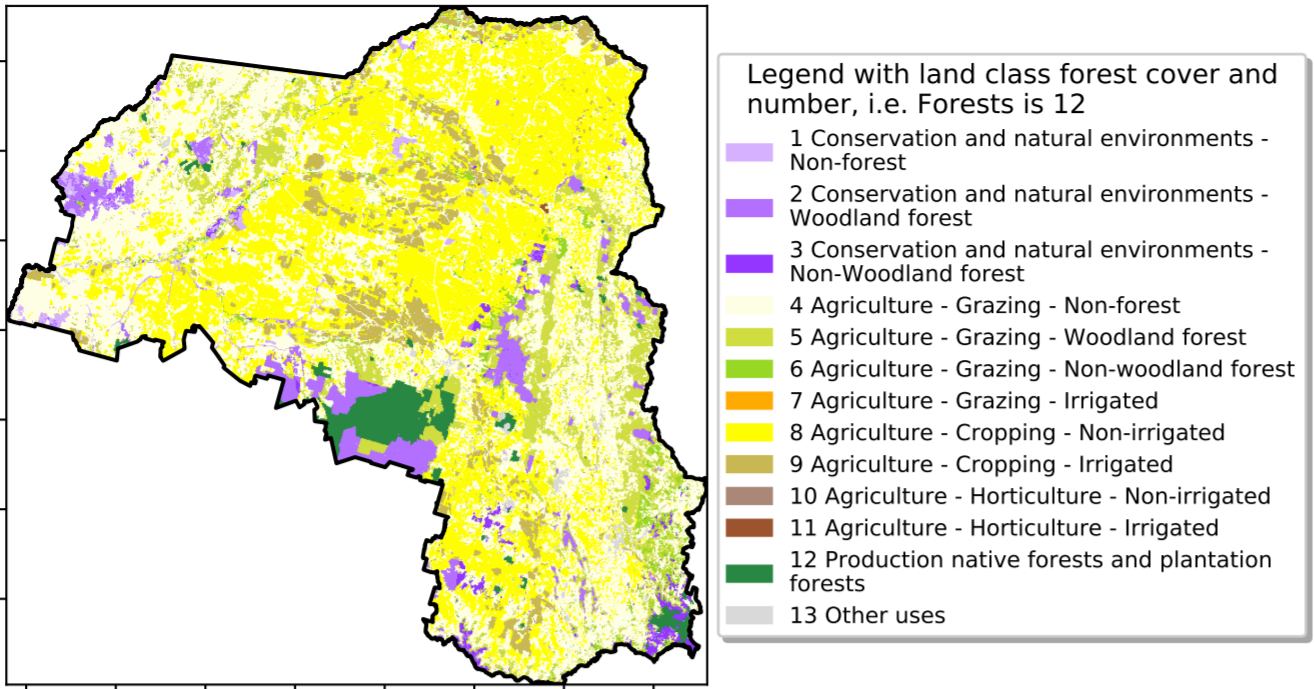 Legend with land class forest cover and
number, i.e. Forests is 12
1 Conservation and natural environments -
Non-forest
2 Conservation and natural environments -
Woodland forest
3 Conservation and natural environments -
Non-Woodland forest
4 Agriculture - Grazing - Non-forest
5 Agriculture - Grazing - Woodland forest
6 Agriculture - Grazing - Non-woodland forest
7 Agriculture - Grazing - Irrigated
8 Agriculture - Cropping - Non-irrigated
9 Agriculture - Cropping - Irrigated
10 Agriculture - Horticulture - Non-irrigated
11 Agriculture - Horticulture - Irrigated
12 Production native forests and plantation
forests
13 Other uses